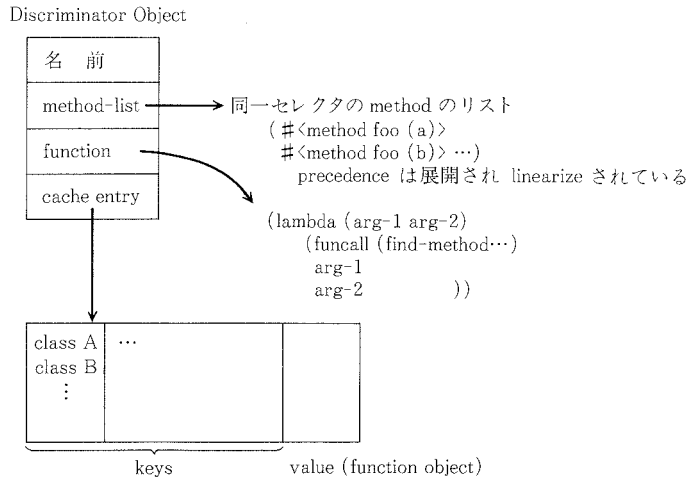 Discriminator Object
名　前
method-list
同一セレクタの method のリスト
(#<method foo (a)>
#<method foo (b)> …)
precedence は展開され linearize されている
function
cache entry
(lambda (arg-1 arg-2)
(funcall (find-method…)
arg-1
arg-2 ))
class A …
class B
⋮
keys value (function object)